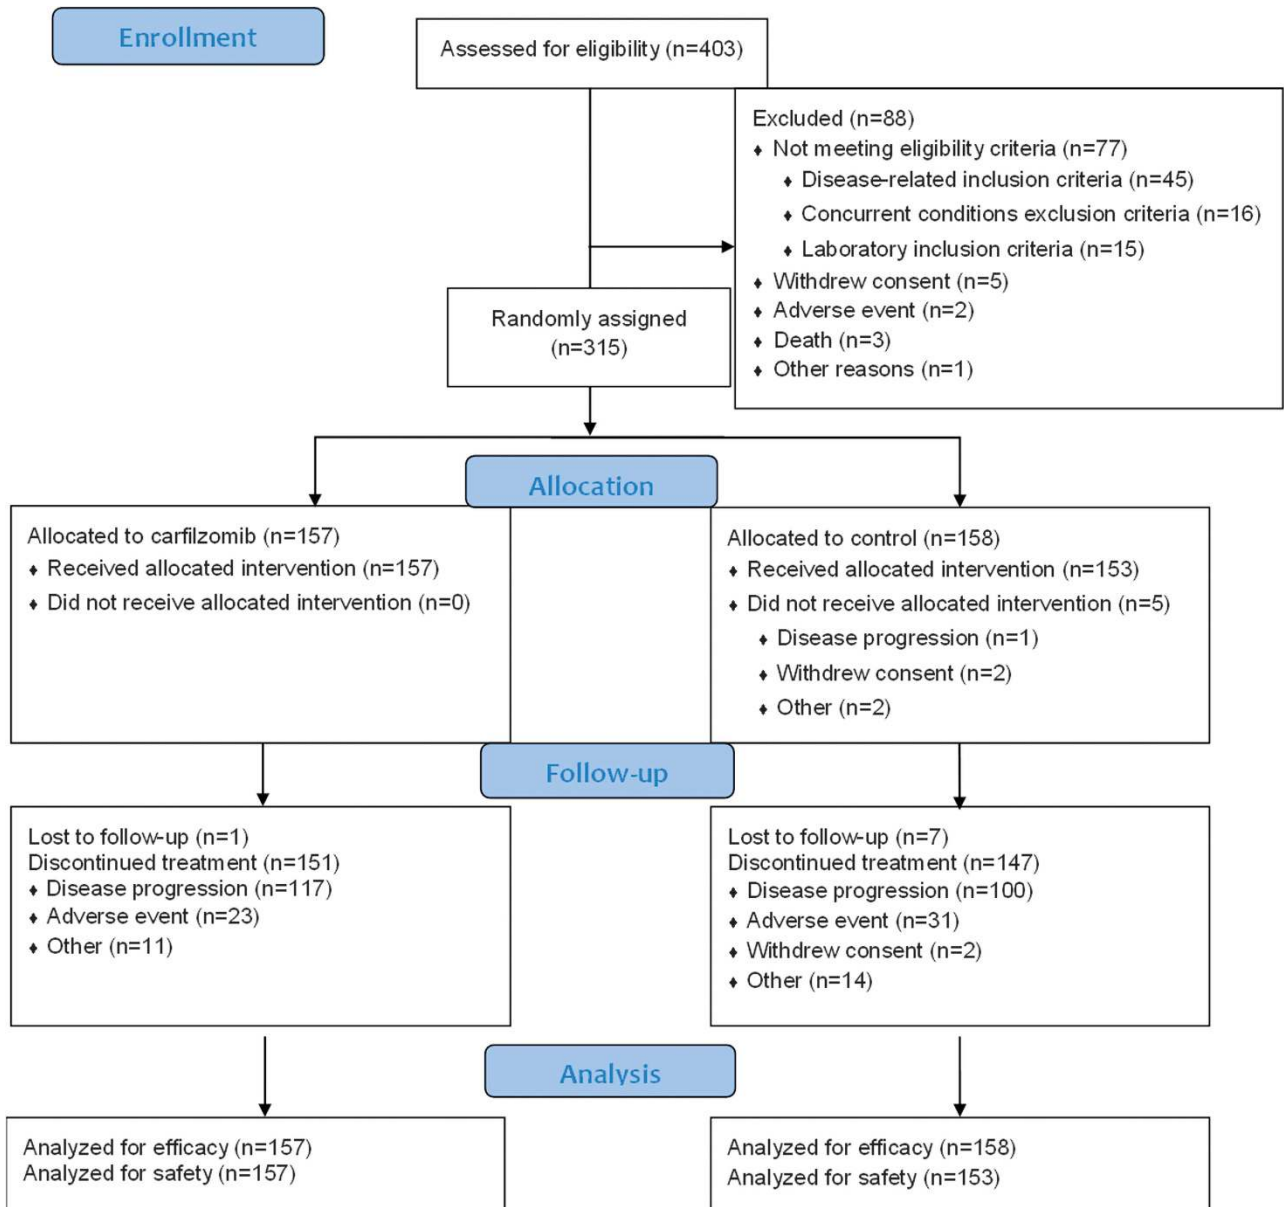 Enrollment
Assessed for eligibility (n=403)
Excluded (n=88)
♦ Not meeting eligibility criteria (n=77)
♦ Disease-related inclusion criteria (n=45)
♦ Concurrent conditions exclusion criteria (n=16)
♦ Laboratory inclusion criteria (n=15)
♦ Withdrew consent (n=5)
♦ Adverse event (n=2)
♦ Death (n=3)
♦ Other reasons (n=1)
Randomly assigned
(n=315)
Allocation
Allocated to carfilzomib (n=157)
♦ Received allocated intervention (n=157)
♦ Did not receive allocated intervention (n=0)
Allocated to control (n=158)
♦ Received allocated intervention (n=153)
♦ Did not receive allocated intervention (n=5)
♦ Disease progression (n=1)
♦ Withdrew consent (n=2)
♦ Other (n=2)
Follow-up
Lost to follow-up (n=1)
Discontinued treatment (n=151)
♦ Disease progression (n=117)
♦ Adverse event (n=23)
♦ Other (n=11)
Lost to follow-up (n=7)
Discontinued treatment (n=147)
♦ Disease progression (n=100)
♦ Adverse event (n=31)
♦ Withdrew consent (n=2)
♦ Other (n=14)
Analysis
Analyzed for efficacy (n=157)
Analyzed for safety (n=157)
Analyzed for efficacy (n=158)
Analyzed for safety (n=153)